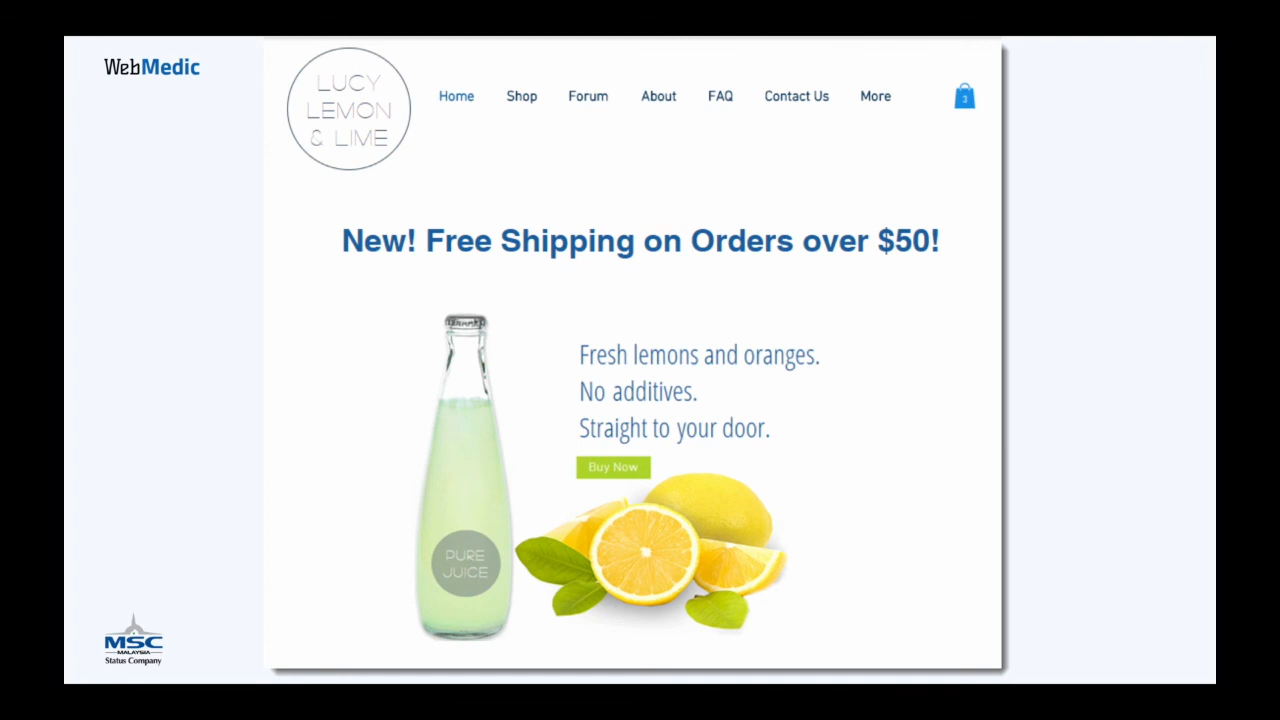 WebMedic
LUCY
LEMON
& LIME
Home Shop Forum About FAQ Contact Us More
3
New! Free Shipping on Orders over $50!
Fresh lemons and oranges.
No additives.
Straight to your door.
Buy Now
PURE
JUICE
MSC
MALAYSIA
Status Company